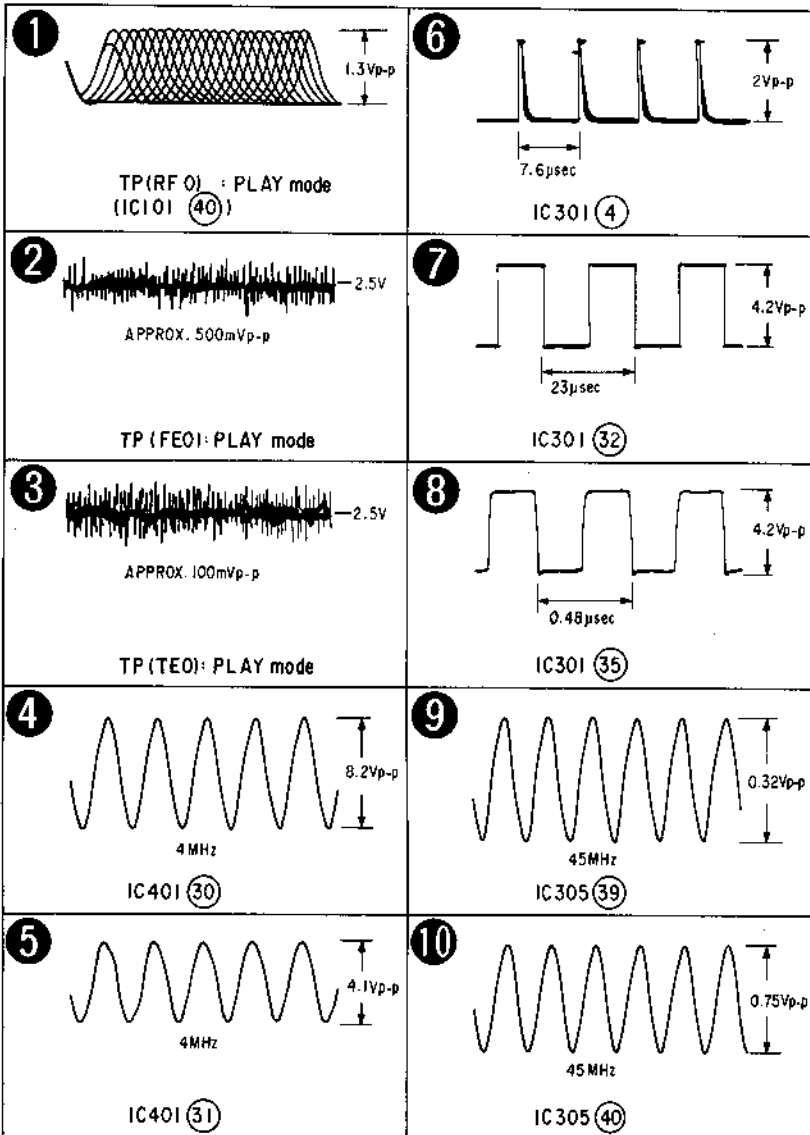 1
1.3Vp-p
TP(RFO) : PLAY mode
(IC101 40)
2
2.5V
APPROX. 500mVp-p
TP (FEO): PLAY mode
3
2.5V
APPROX. 100mVp-p
TP (TEO): PLAY mode
4
8.2Vp-p
4MHz
IC401 30
5
4.1Vp-p
4MHz
IC401 31
6
2Vp-p
7.6μsec
IC301 4
7
4.2Vp-p
23μsec
IC301 32
8
4.2Vp-p
0.48μsec
IC301 35
9
0.32Vp-p
45MHz
IC305 39
10
0.75Vp-p
45MHz
IC305 40